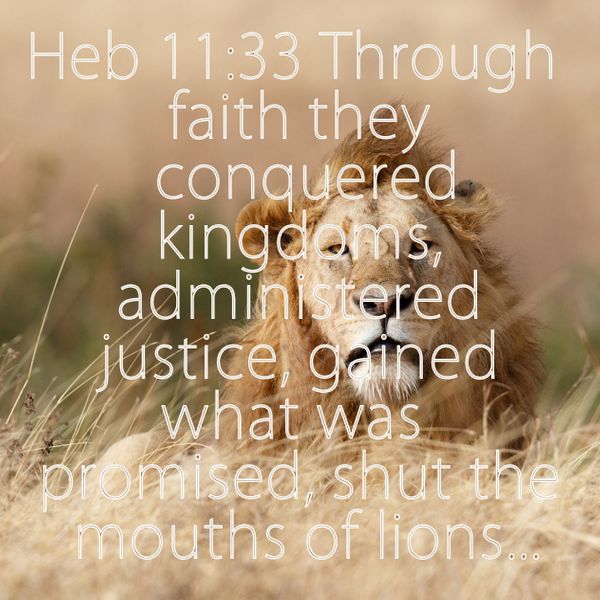 Heb 11:33 Through
faith they
conquered
kingdoms,
administered
justice, gained
what was
promised, shut the
mouths of lions...